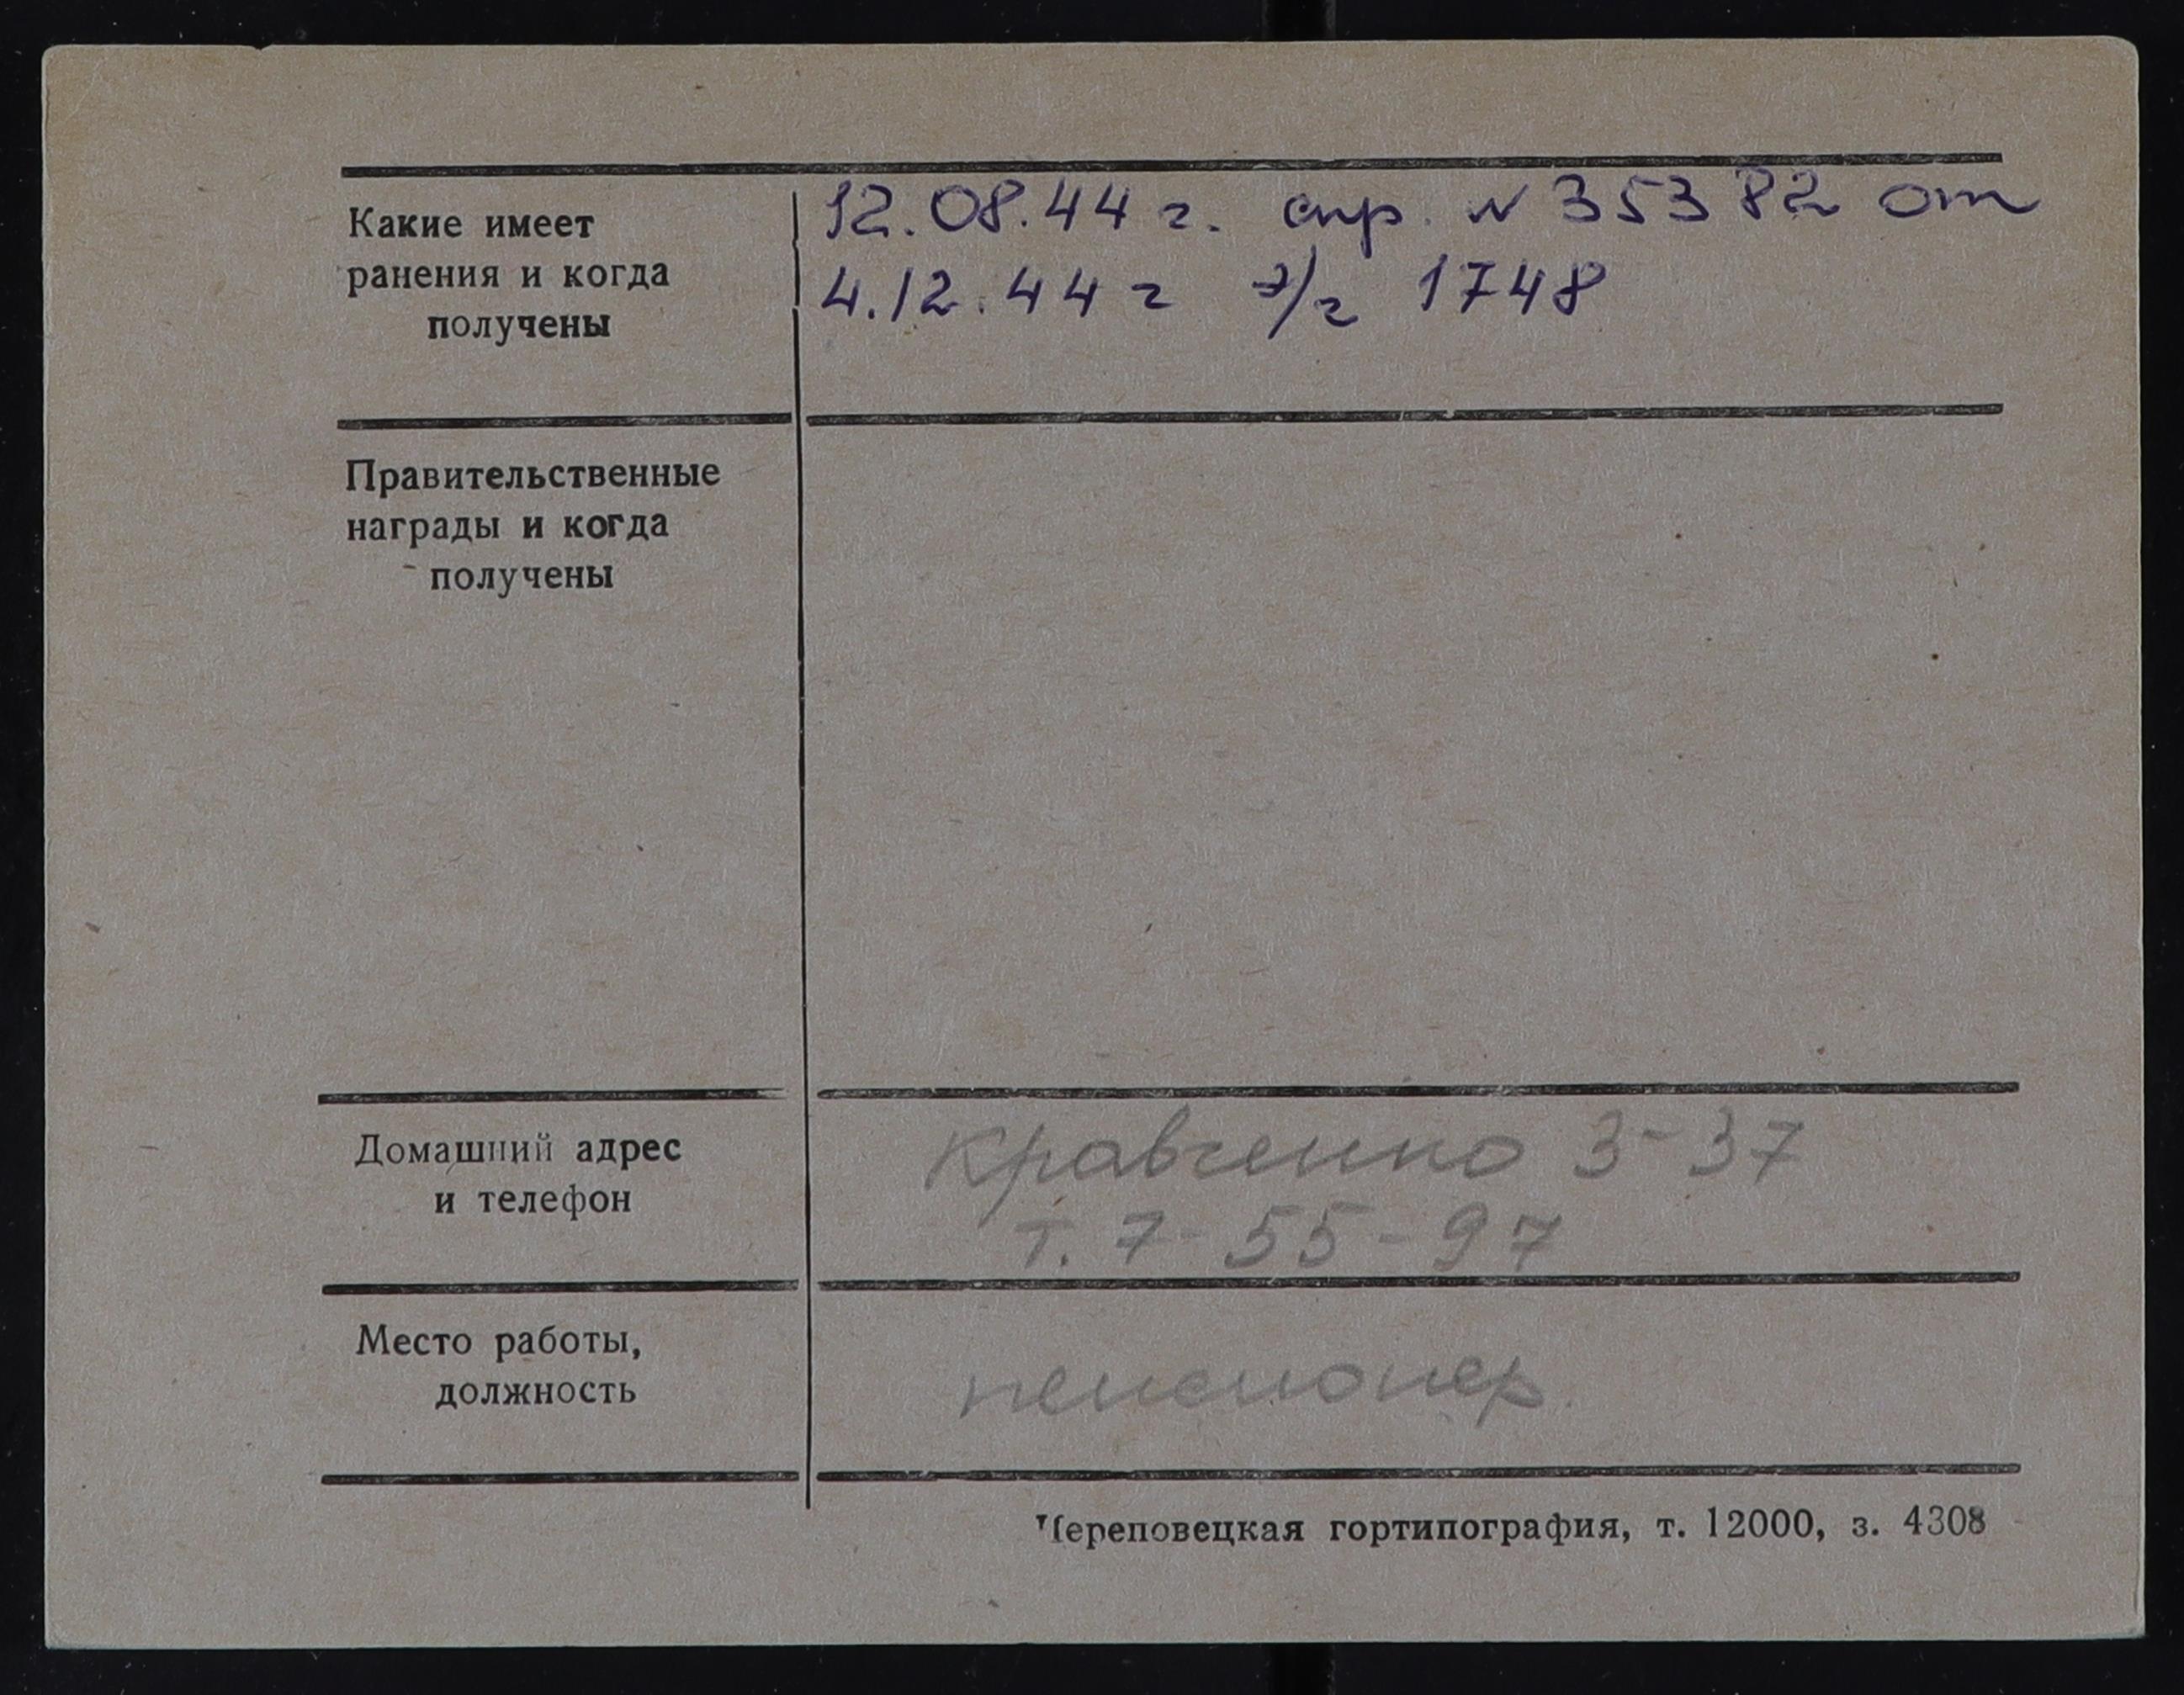 Какие имеет
ранения и когда
получены
12.08.44 г. спр. N 35382 от
4.12.44 г э/г 1748
Правительственные
награды и когда
получены
Домашний адрес
и телефон
Кравченко 3-37
т. 7-55-97
Место работы,
должность
пенсионер.
Череповецкая гортипография, т. 12000, з. 4308